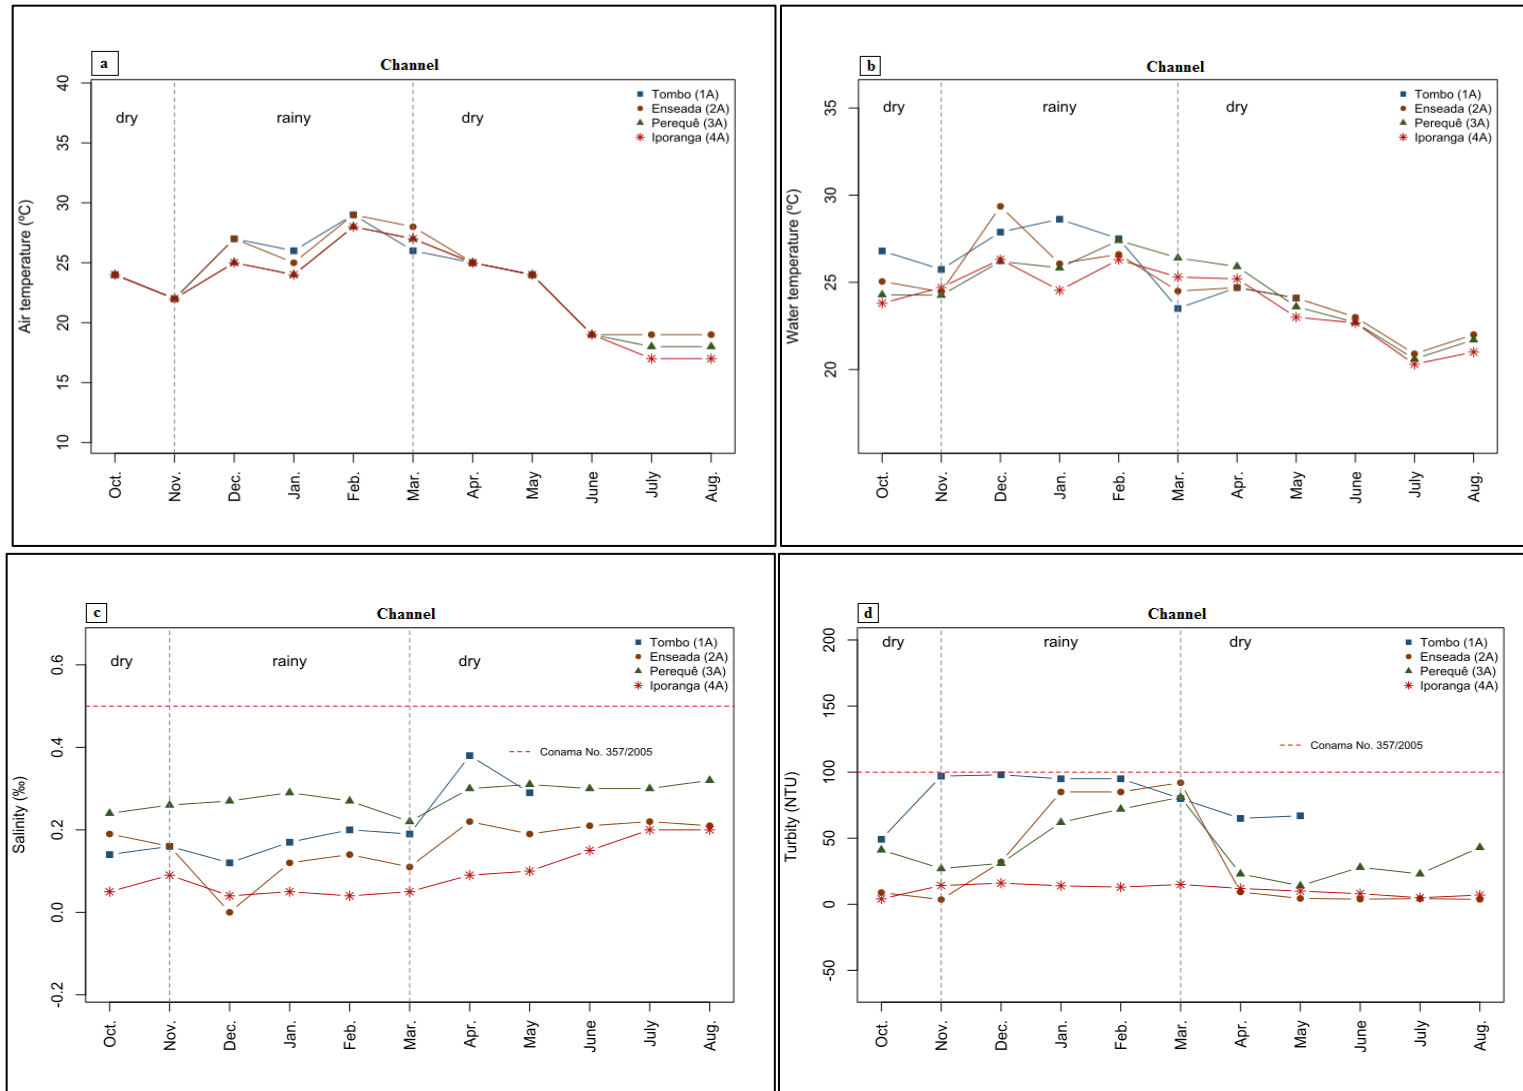 a
Channel
Tombo (1A)
Enseada (2A)
Perequê (3A)
Iporanga (4A)
dry
rainy
dry
Air temperature (ºC)
40
35
30
25
20
15
10
Oct.
Nov.
Dec.
Jan.
Feb.
Mar.
Apr.
May
June
July
Aug.
b
Channel
Tombo (1A)
Enseada (2A)
Perequê (3A)
Iporanga (4A)
dry
rainy
dry
Water temperature (ºC)
35
30
25
20
Oct.
Nov.
Dec.
Jan.
Feb.
Mar.
Apr.
May
June
July
Aug.
c
Channel
Tombo (1A)
Enseada (2A)
Perequê (3A)
Iporanga (4A)
dry
rainy
dry
Conama No. 357/2005
Salinity (‰)
0.6
0.4
0.2
0.0
-0.2
Oct.
Nov.
Dec.
Jan.
Feb.
Mar.
Apr.
May
June
July
Aug.
d
Channel
Tombo (1A)
Enseada (2A)
Perequê (3A)
Iporanga (4A)
dry
rainy
dry
Conama No. 357/2005
Turbity (NTU)
200
150
100
50
0
-50
Oct.
Nov.
Dec.
Jan.
Feb.
Mar.
Apr.
May
June
July
Aug.